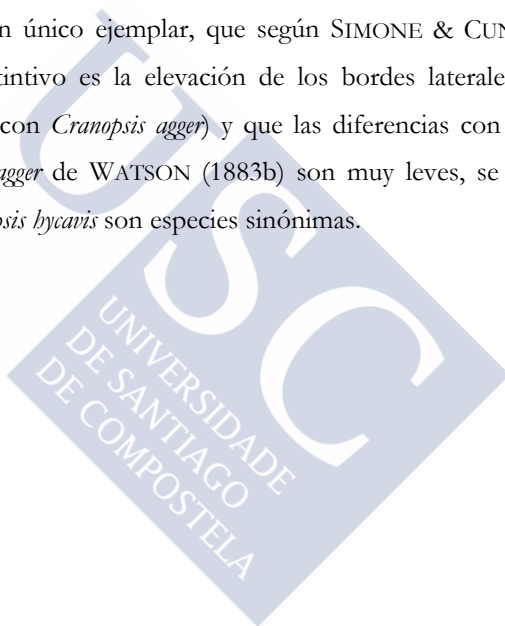 n único ejemplar, que según SIMONE & CUN
tintivo es la elevación de los bordes laterale
con Cranopsis agger) y que las diferencias con
agger de WATSON (1883b) son muy leves, se
osis hycavis son especies sinónimas.
USC
UNIVERSIDADE
DE SANTIAGO
DE COMPOSTELA